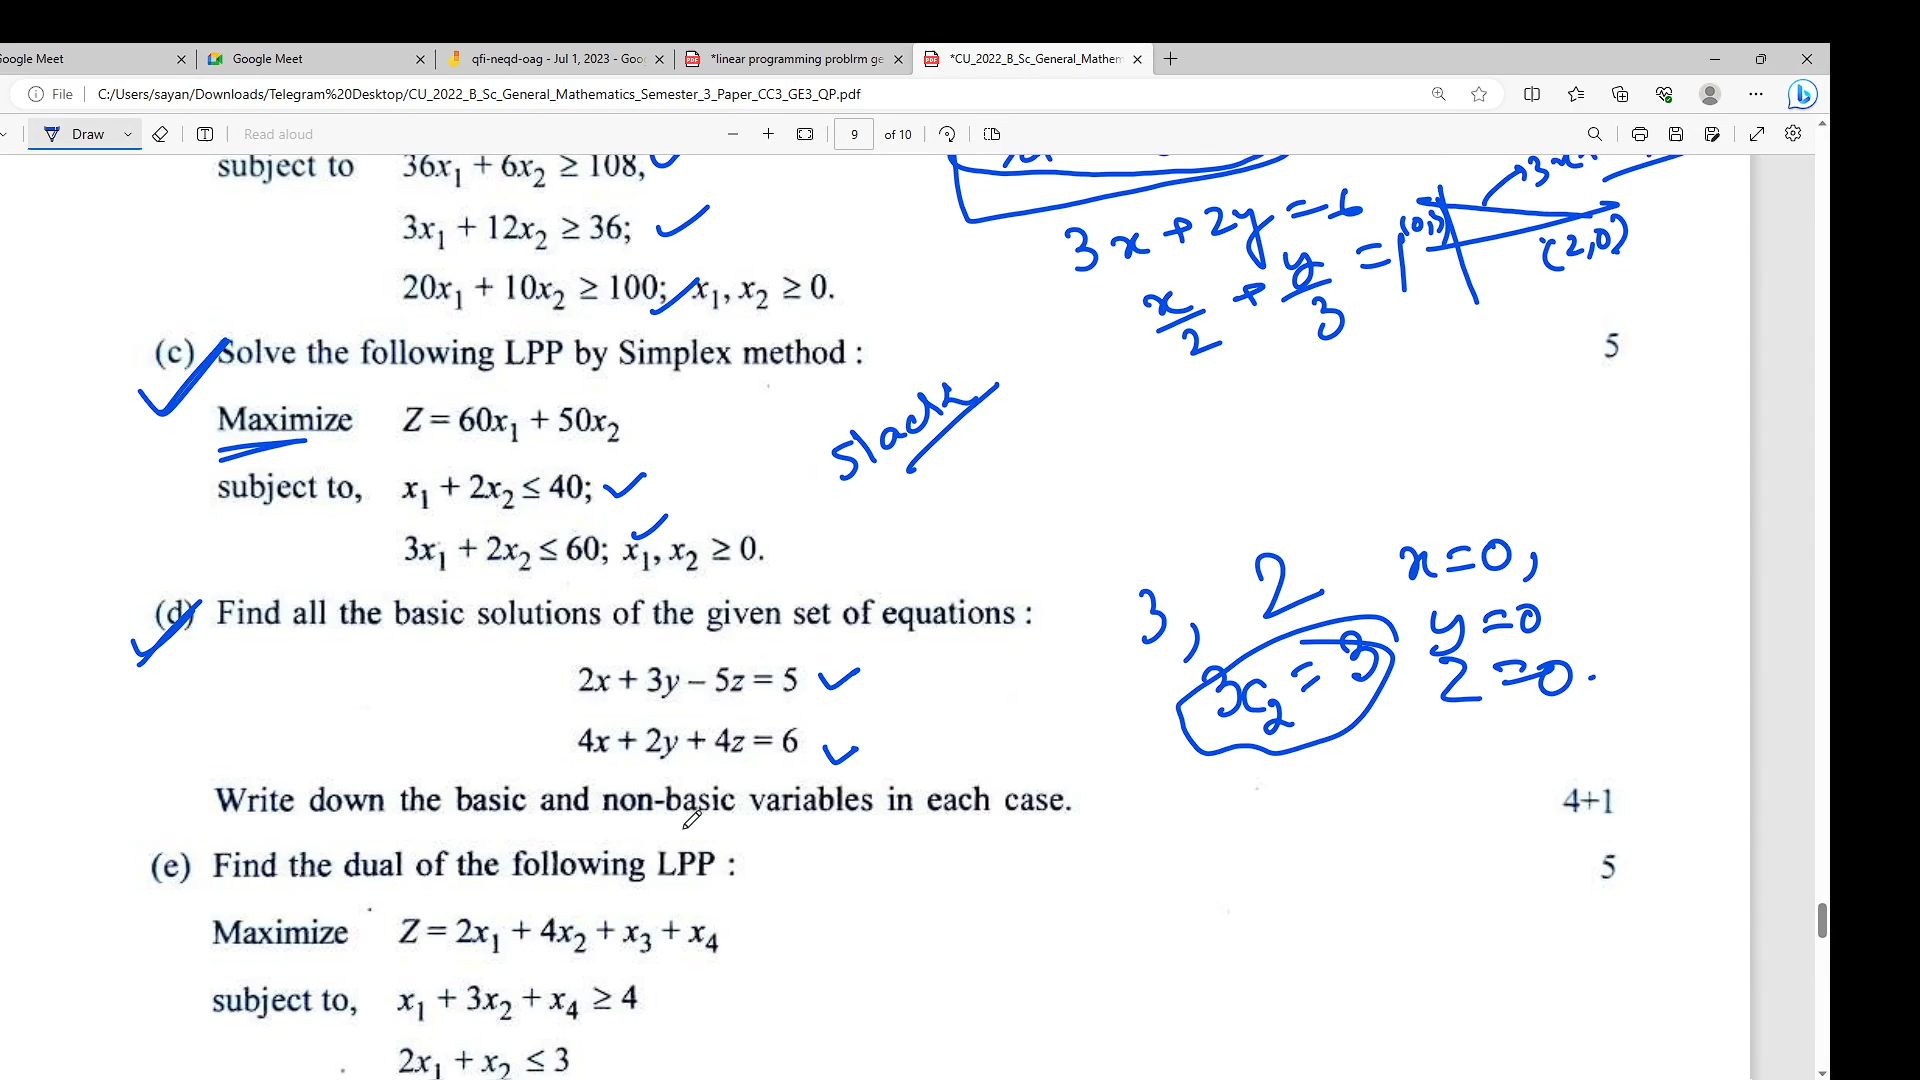 Google Meet
Google Meet
qfi-neqd-oag - Jul 1, 2023 - Goo
*linear programming problrm ge
*CU_2022_B_Sc_General_Mathem
File
C:/Users/sayan/Downloads/Telegram%20Desktop/CU_2022_B_Sc_General_Mathematics_Semester_3_Paper_CC3_GE3_QP.pdf
Draw
Read aloud
9 of 10
subject to 36x₁ + 6x₂ ≥ 108,
3x₁ + 12x₂ ≥ 36;
20x₁ + 10x₂ ≥ 100; x₁, x₂ ≥ 0.
3x + 2y = 6
x/2 + y/3 = 1
(2,0)
(c) Solve the following LPP by Simplex method : 5
Maximize Z = 60x₁ + 50x₂
slack
subject to, x₁ + 2x₂ ≤ 40;
3x₁ + 2x₂ ≤ 60; x₁, x₂ ≥ 0.
(d) Find all the basic solutions of the given set of equations :
2x + 3y – 5z = 5
4x + 2y + 4z = 6
3, 2
3c₂ = 3
x=0,
y=0
z=0.
Write down the basic and non-basic variables in each case. 4+1
(e) Find the dual of the following LPP : 5
Maximize Z = 2x₁ + 4x₂ + x₃ + x₄
subject to, x₁ + 3x₂ + x₄ ≥ 4
2x₁ + x₂ ≤ 3